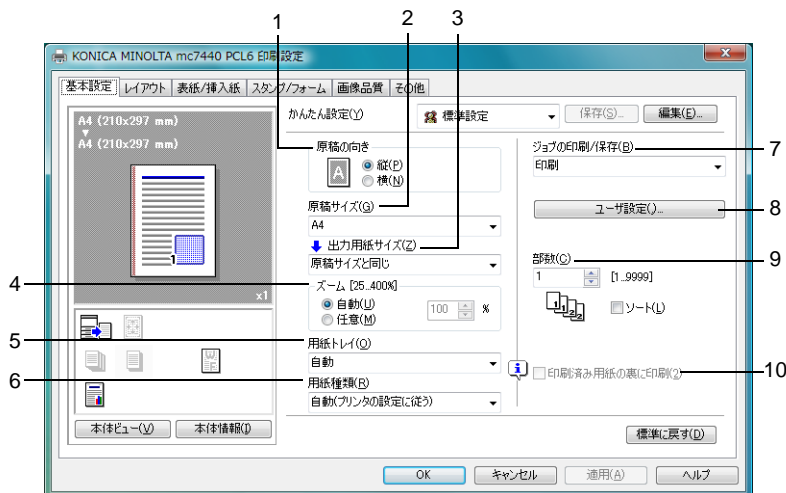 1
2
3
KONICA MINOLTA mc7440 PCL6 印刷設定
基本設定 レイアウト 表紙/挿入紙 スタンプ/フォーム 画像品質 その他
A4 (210x297 mm)
A4 (210x297 mm)
1
x1
本体ビュー(V) 本体情報(I)
かんたん設定(Y) 標準設定 保存(S)... 編集(E)...
原稿の向き
A
縦(P)
横(N)
原稿サイズ(G)
A4
出力用紙サイズ(Z)
原稿サイズと同じ
4
ズーム [25..400%]
自動(U)
任意(M)
100 %
5
用紙トレイ(O)
自動
6
用紙種類(R)
自動(プリンタの設定に従う)
ジョブの印刷/保存(B)
7
印刷
ユーザ設定()...
8
部数(C)
9
1 [1..9999]
1 1 2 2
ソート(L)
印刷済み用紙の裏に印刷(2)
10
標準に戻す(D)
OK キャンセル 適用(A) ヘルプ